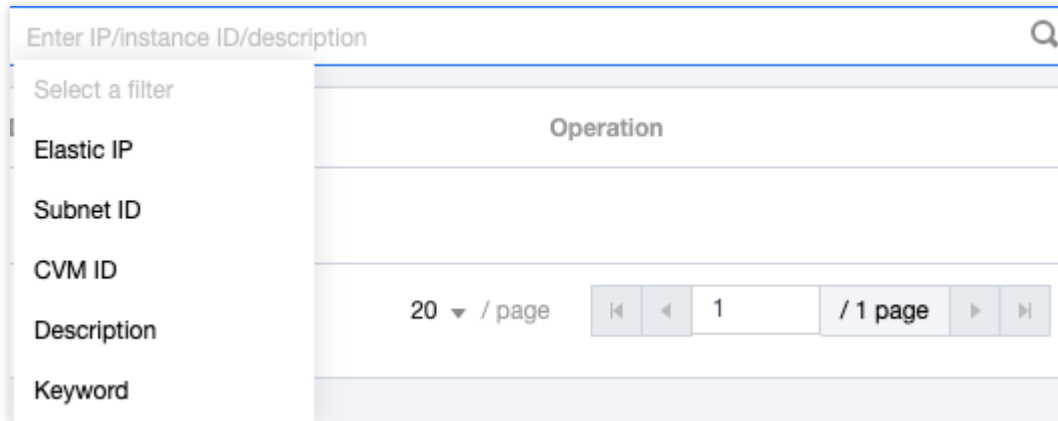 Enter IP/instance ID/description
Select a filter
Operation
Elastic IP
Subnet ID
CVM ID
20 / page 1 / 1 page
Description
Keyword